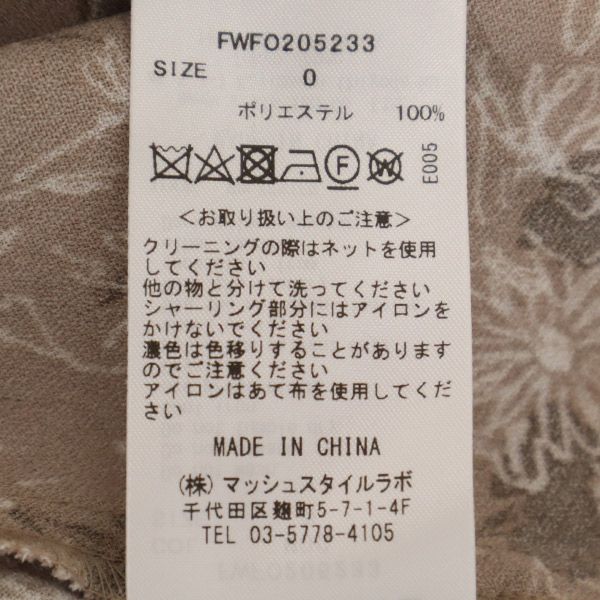 FWFO205233
SIZE 0
ポリエステル 100%
F W E005
＜お取り扱い上のご注意＞
クリーニングの際はネットを使用
してください
他の物と分けて洗ってください
シャーリング部分にはアイロンを
かけないでください
濃色は色移りすることがあります
のでご注意ください
アイロンはあて布を使用してくだ
さい
MADE IN CHINA
(株) マッシュスタイルラボ
千代田区麹町5-7-1-4F
TEL 03-5778-4105